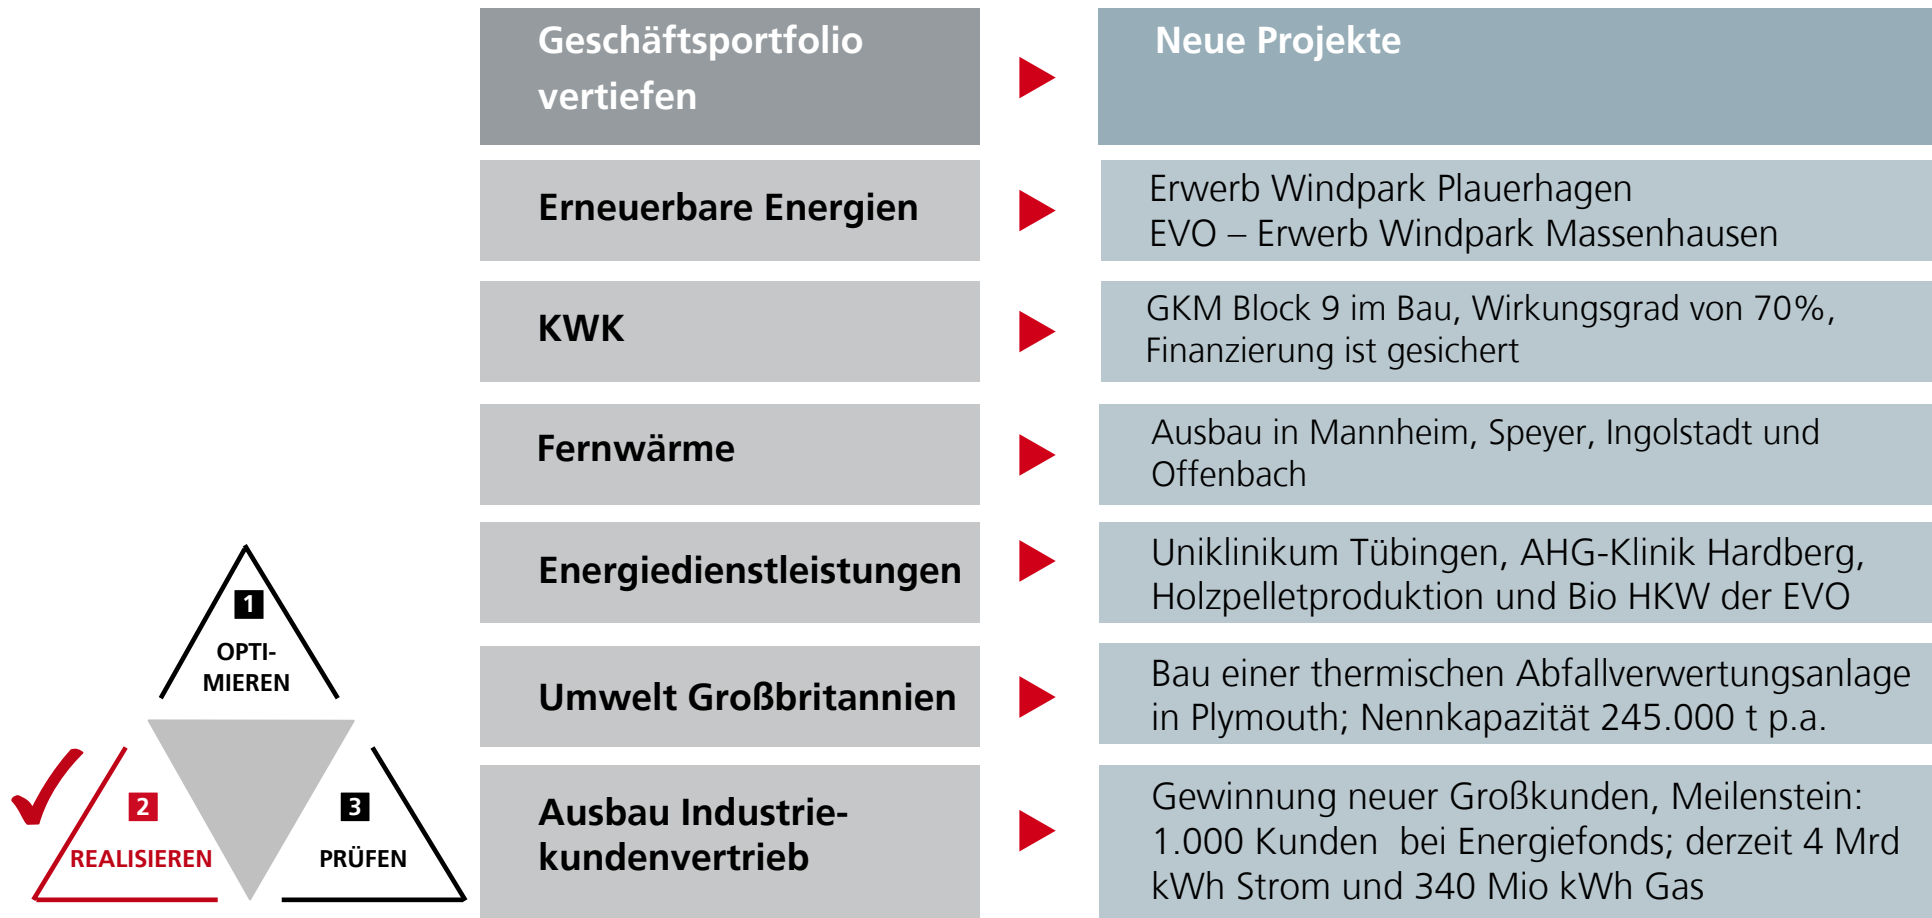 Geschäftsportfolio
vertiefen
Neue Projekte
Erneuerbare Energien
Erwerb Windpark Plauerhagen
EVO – Erwerb Windpark Massenhausen
KWK
GKM Block 9 im Bau, Wirkungsgrad von 70%,
Finanzierung ist gesichert
Fernwärme
Ausbau in Mannheim, Speyer, Ingolstadt und
Offenbach
Energiedienstleistungen
Uniklinikum Tübingen, AHG-Klinik Hardberg,
Holzpelletproduktion und Bio HKW der EVO
Umwelt Großbritannien
Bau einer thermischen Abfallverwertungsanlage
in Plymouth; Nennkapazität 245.000 t p.a.
Ausbau Industrie-
kundenvertrieb
Gewinnung neuer Großkunden, Meilenstein:
1.000 Kunden bei Energiefonds; derzeit 4 Mrd
kWh Strom und 340 Mio kWh Gas
1
OPTI-
MIEREN
2
REALISIEREN
3
PRÜFEN